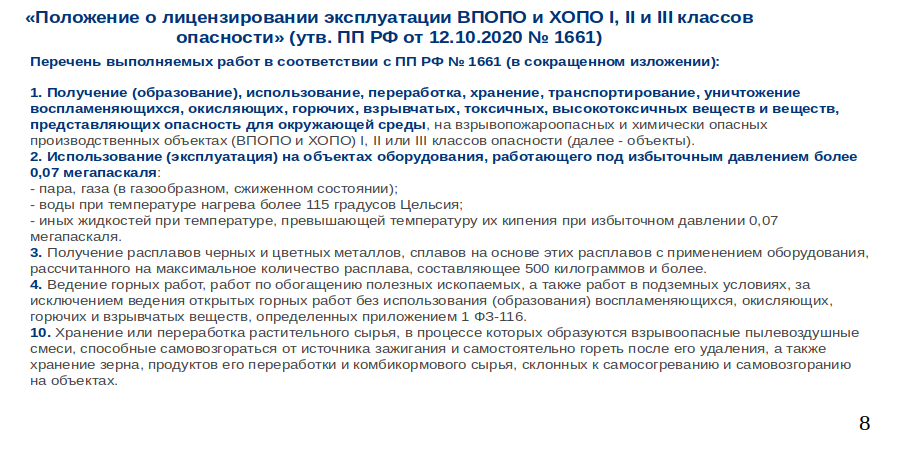 «Положение о лицензировании эксплуатации ВПОПО и ХОПО I, II и III классов
опасности» (утв. ПП РФ от 12.10.2020 № 1661)
Перечень выполняемых работ в соответствии с ПП РФ № 1661 (в сокращенном изложении):
1. Получение (образование), использование, переработка, хранение, транспортирование, уничтожение
воспламеняющихся, окисляющих, горючих, взрывчатых, токсичных, высокотоксичных веществ и веществ,
представляющих опасность для окружающей среды, на взрывопожароопасных и химически опасных
производственных объектах (ВПОПО и ХОПО) I, II или III классов опасности (далее - объекты).
2. Использование (эксплуатация) на объектах оборудования, работающего под избыточным давлением более
0,07 мегапаскаля:
- пара, газа (в газообразном, сжиженном состоянии);
- воды при температуре нагрева более 115 градусов Цельсия;
- иных жидкостей при температуре, превышающей температуру их кипения при избыточном давлении 0,07
мегапаскаля.
3. Получение расплавов черных и цветных металлов, сплавов на основе этих расплавов с применением оборудования,
рассчитанного на максимальное количество расплава, составляющее 500 килограммов и более.
4. Ведение горных работ, работ по обогащению полезных ископаемых, а также работ в подземных условиях, за
исключением ведения открытых горных работ без использования (образования) воспламеняющихся, окисляющих,
горючих и взрывчатых веществ, определенных приложением 1 ФЗ-116.
10. Хранение или переработка растительного сырья, в процессе которых образуются взрывоопасные пылевоздушные
смеси, способные самовозгораться от источника зажигания и самостоятельно гореть после его удаления, а также
хранение зерна, продуктов его переработки и комбикормового сырья, склонных к самосогреванию и самовозгоранию
на объектах.
8